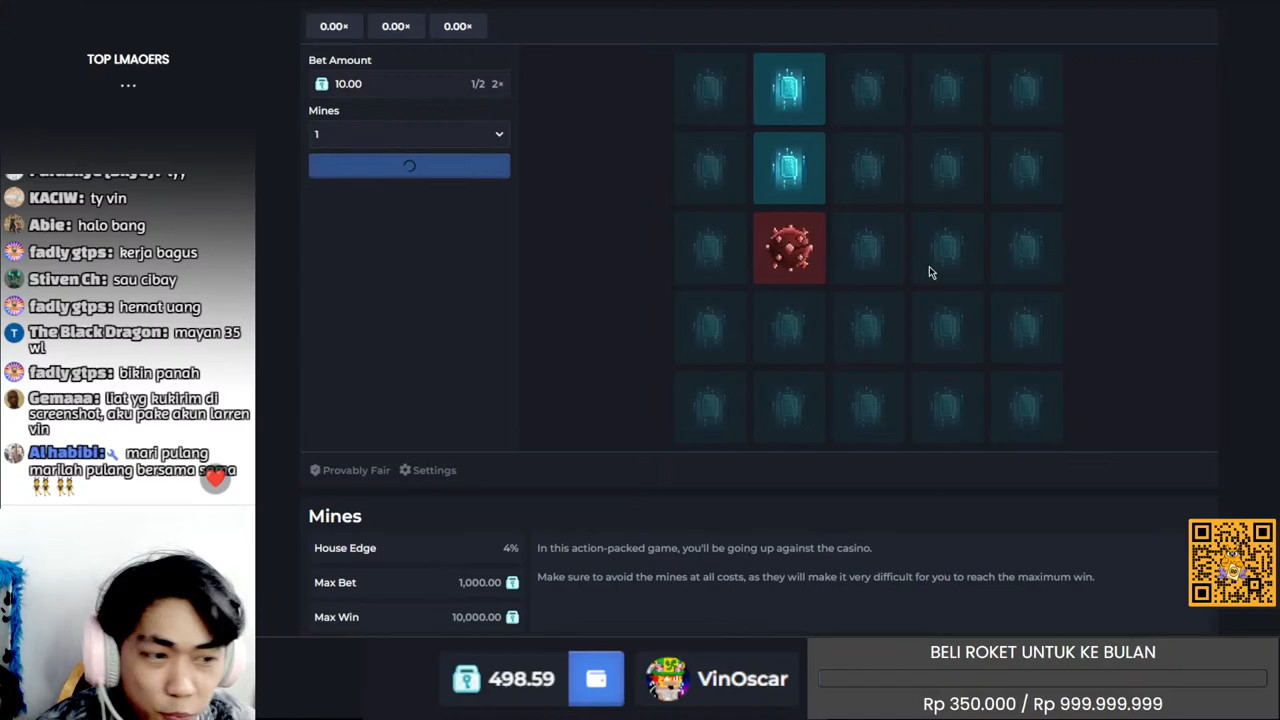 TOP LMAOERS
...
KACIW: ty vin
Abie: halo bang
fadly gtps: kerja bagus
Stiven Ch: sau cibay
fadly gtps: hemat uang
T The Black Dragon: mayan 35
wl
fadly gtps: bikin panah
Gemaaa: liat yg kukirim di
screenshot, aku pake akun larren
vin
Al habibi: mari pulang
marilah pulang bersama sama
0.00× 0.00× 0.00×
Bet Amount
10.00 1/2 2×
Mines
1
Provably Fair Settings
Mines
House Edge 4%
Max Bet 1,000.00
Max Win 10,000.00
In this action-packed game, you'll be going up against the casino.
Make sure to avoid the mines at all costs, as they will make it very difficult for you to reach the maximum win.
498.59 VinOscar
BELI ROKET UNTUK KE BULAN
Rp 350.000 / Rp 999.999.999